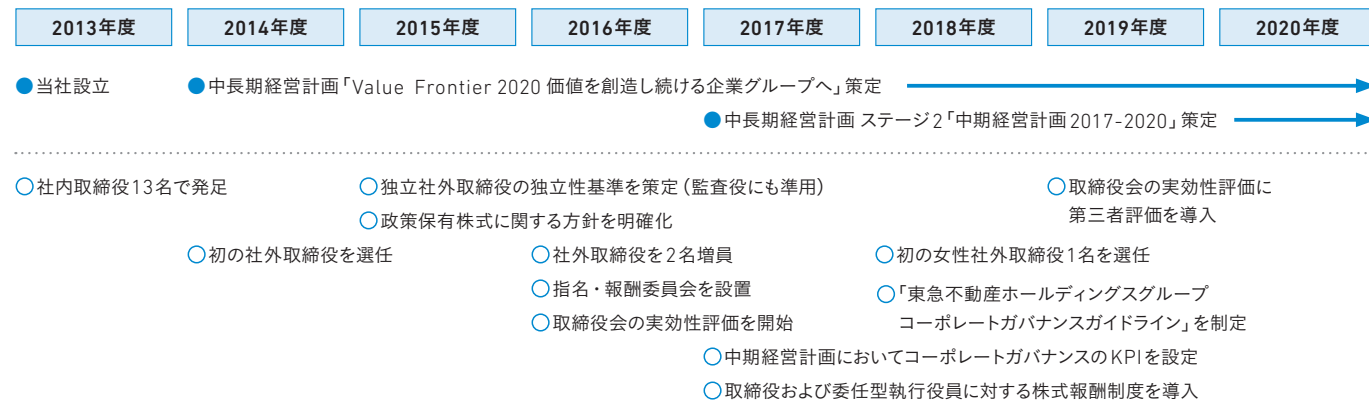 2013年度 2014年度 2015年度 2016年度 2017年度 2018年度 2019年度 2020年度
●当社設立 ●中長期経営計画「Value Frontier 2020 価値を創造し続ける企業グループへ」策定
●中長期経営計画 ステージ2「中期経営計画2017-2020」策定
○社内取締役13名で発足 ○独立社外取締役の独立性基準を策定(監査役にも準用) ○取締役会の実効性評価に
第三者評価を導入
○政策保有株式に関する方針を明確化
○初の社外取締役を選任 ○社外取締役を2名増員 ○初の女性社外取締役1名を選任
○指名・報酬委員会を設置 ○「東急不動産ホールディングスグループ
コーポレートガバナンスガイドライン」を制定
○取締役会の実効性評価を開始
○中期経営計画においてコーポレートガバナンスのKPIを設定
○取締役および委任型執行役員に対する株式報酬制度を導入